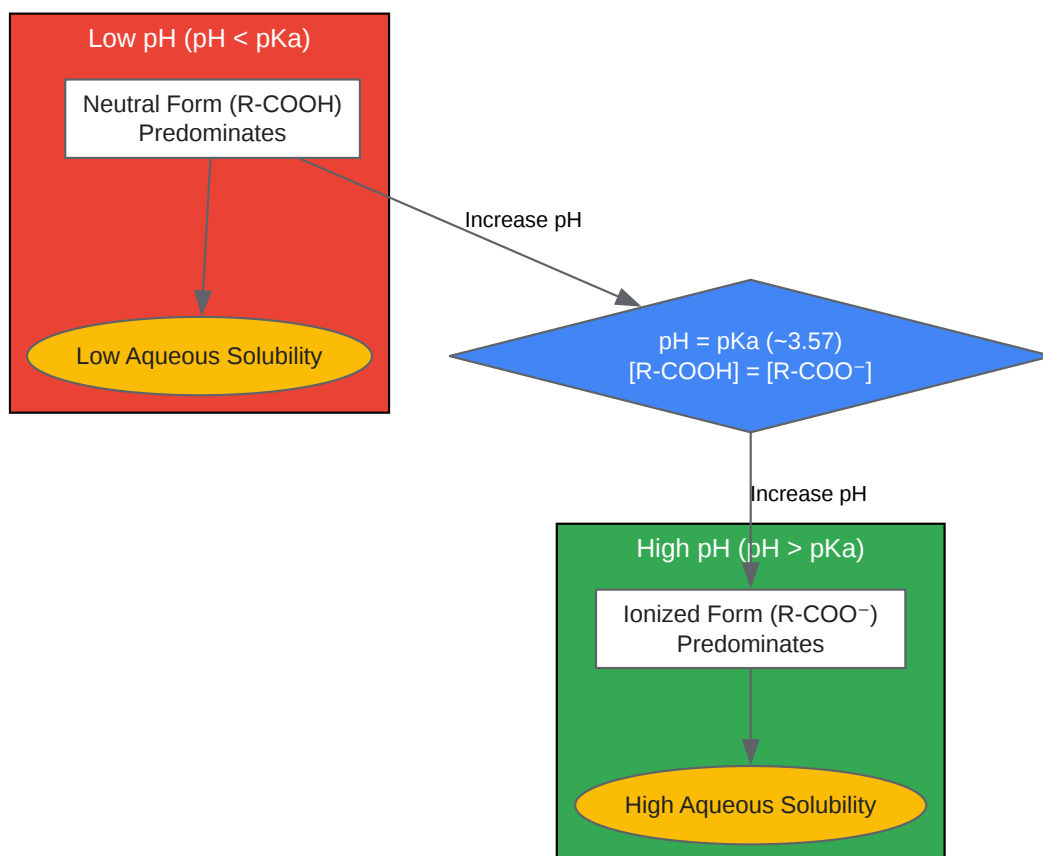 Low pH (pH < pKa)
Neutral Form (R-COOH)
Predominates
Increase pH
Low Aqueous Solubility
pH = pKa (~3.57)
[R-COOH] = [R-COO⁻]
Increase pH
High pH (pH > pKa)
Ionized Form (R-COO⁻)
Predominates
High Aqueous Solubility